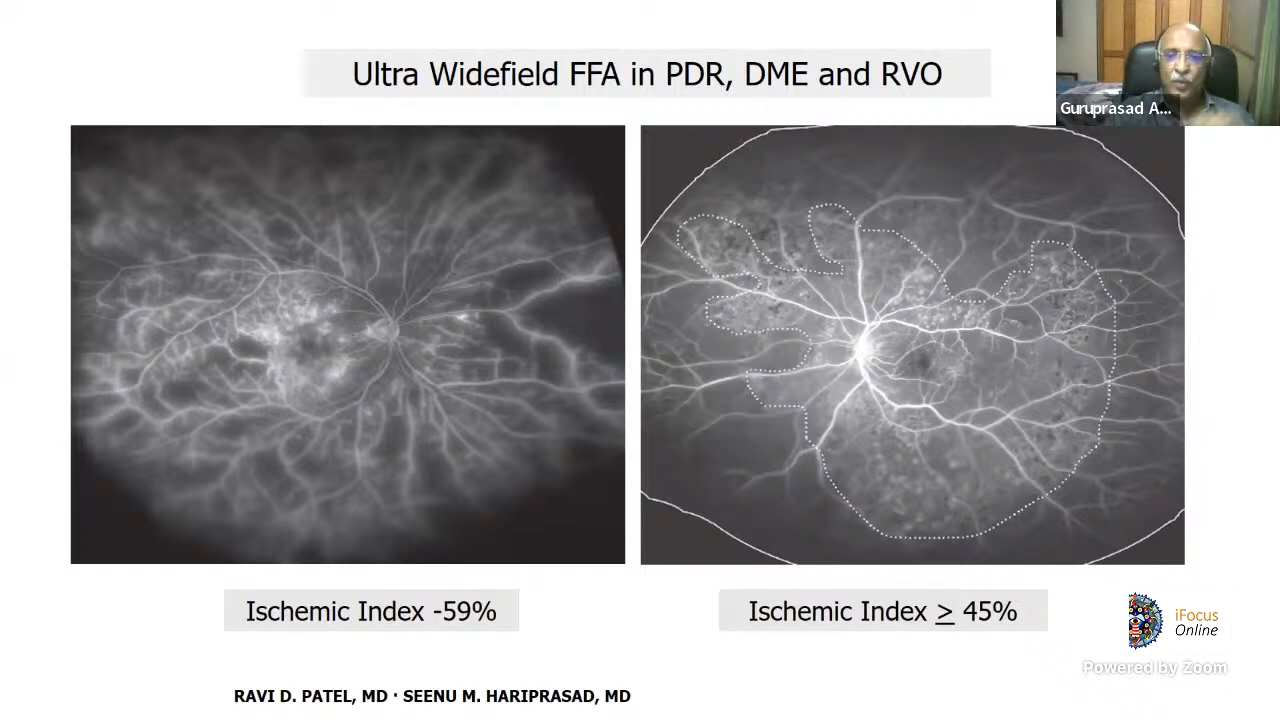 Ultra Widefield FFA in PDR, DME and RVO
Guruprasad A...
Ischemic Index -59%
Ischemic Index ≥ 45%
iFocus
Online
Powered by Zoom
RAVI D. PATEL, MD · SEENU M. HARIPRASAD, MD